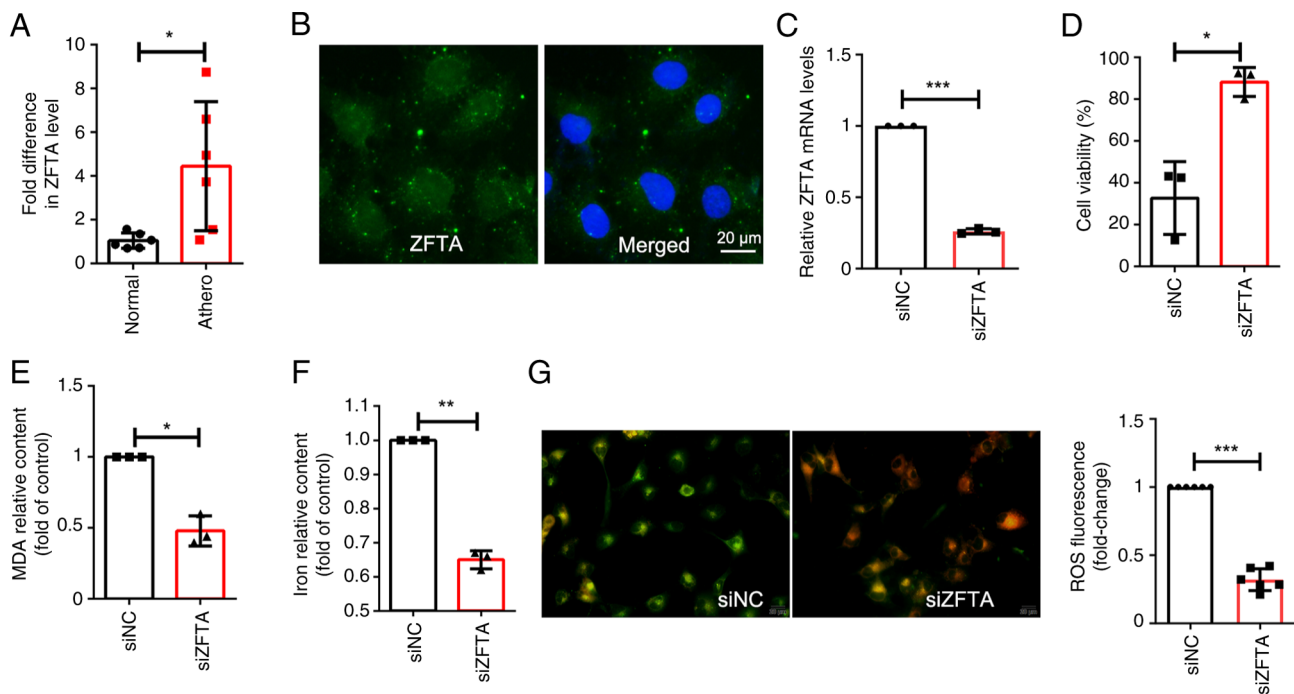 A
Fold difference
in ZFTA level
10
8
6
4
2
0
*
Normal
Athero
B
ZFTA
Merged
20 µm
C
Relative ZFTA mRNA levels
1.5
1
0.5
0
***
siNC
siZFTA
D
Cell viability (%)
100
80
60
40
20
0
*
siNC
siZFTA
E
MDA relative content
(fold of control)
1.5
1
0.5
0
*
siNC
siZFTA
F
Iron relative content
(fold of control)
1.1
1.0
0.9
0.8
0.7
0.6
0.5
**
siNC
siZFTA
G
siNC
siZFTA
ROS fluorescence
(fold-change)
1.5
1
0.5
0
***
siNC
siZFTA